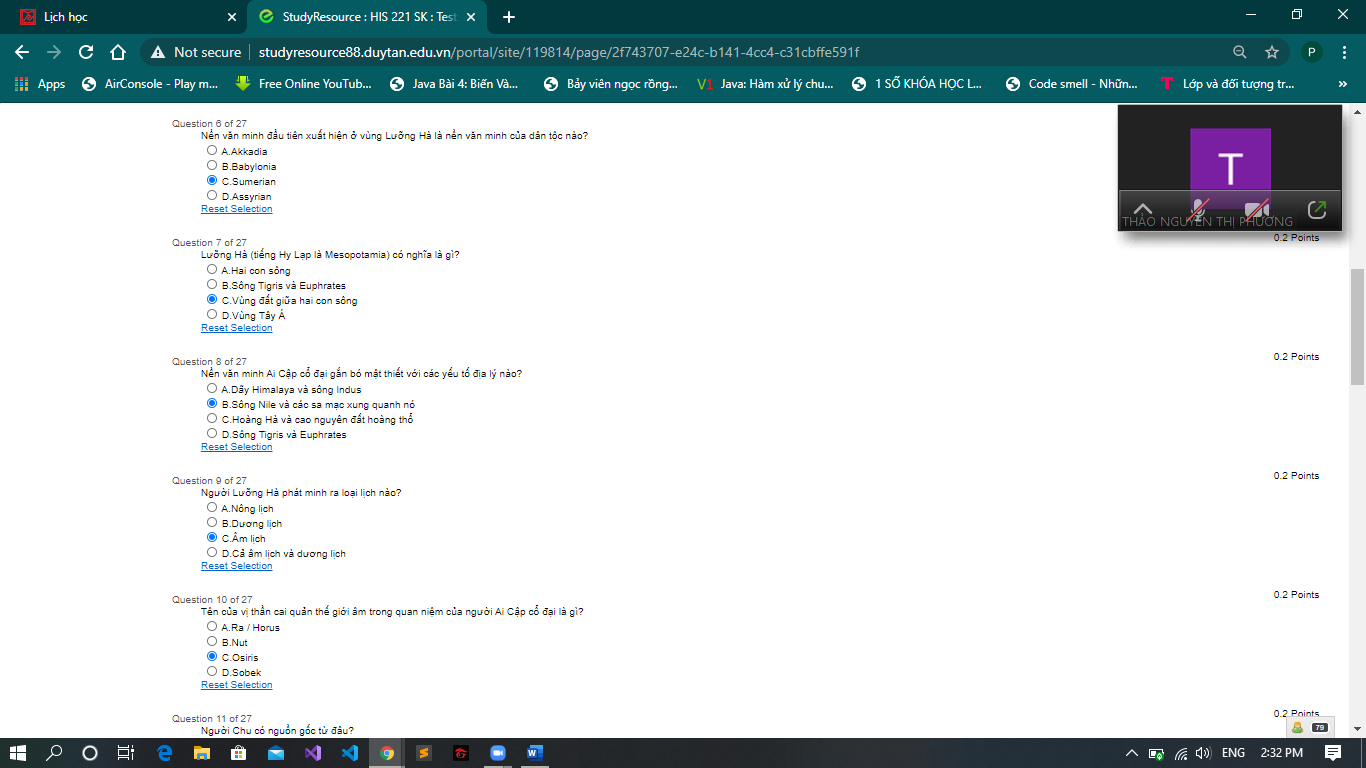 Lịch học
StudyResource : HIS 221 SK : Test
Not secure
studyresource88.duytan.edu.vn/portal/site/119814/page/2f743707-e24c-b141-4cc4-c31cbffe591f
P
Apps
AirConsole - Play m...
Free Online YouTub...
Java Bài 4: Biến Và...
Bảy viên ngọc rồng...
V1 Java: Hàm xử lý chu...
1 SỐ KHÓA HỌC L...
Code smell - Nhữn...
T Lớp và đối tượng tr...
»
Question 6 of 27
Nền văn minh đầu tiên xuất hiện ở vùng Lưỡng Hà là nền văn minh của dân tộc nào?
A.Akkadia
B.Babylonia
C.Sumerian
D.Assyrian
Reset Selection
T
THẢO NGUYỄN THỊ PHƯƠNG
Question 7 of 27
0.2 Points
Lưỡng Hà (tiếng Hy Lạp là Mesopotamia) có nghĩa là gì?
A.Hai con sông
B.Sông Tigris và Euphrates
C.Vùng đất giữa hai con sông
D.Vùng Tây Á
Reset Selection
Question 8 of 27
0.2 Points
Nền văn minh Ai Cập cổ đại gắn bó mật thiết với các yếu tố địa lý nào?
A.Dãy Himalaya và sông Indus
B.Sông Nile và các sa mạc xung quanh nó
C.Hoàng Hà và cao nguyên đất hoàng thổ
D.Sông Tigris và Euphrates
Reset Selection
Question 9 of 27
0.2 Points
Người Lưỡng Hà phát minh ra loại lịch nào?
A.Nông lịch
B.Dương lịch
C.Âm lịch
D.Cả âm lịch và dương lịch
Reset Selection
Question 10 of 27
0.2 Points
Tên của vị thần cai quản thế giới âm trong quan niệm của người Ai Cập cổ đại là gì?
A.Ra / Horus
B.Nut
C.Osiris
D.Sobek
Reset Selection
Question 11 of 27
0.2 Points
Người Chu có nguồn gốc từ đâu?
79
ENG
2:32 PM